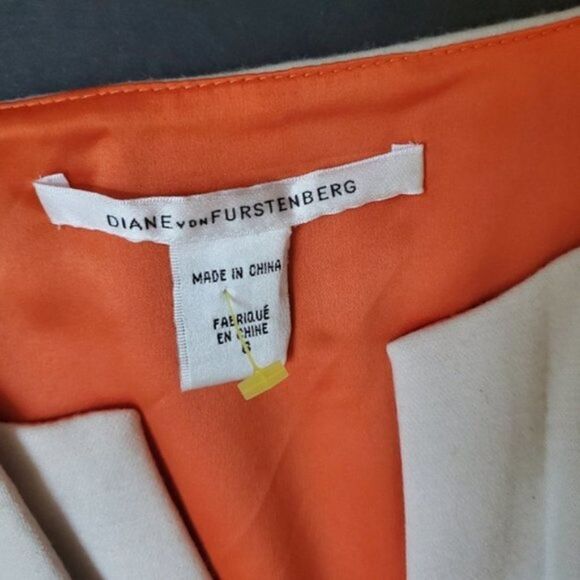 DIANE VON FURSTENBERG
MADE IN CHINA
FABRIQUÉ
EN CHINE